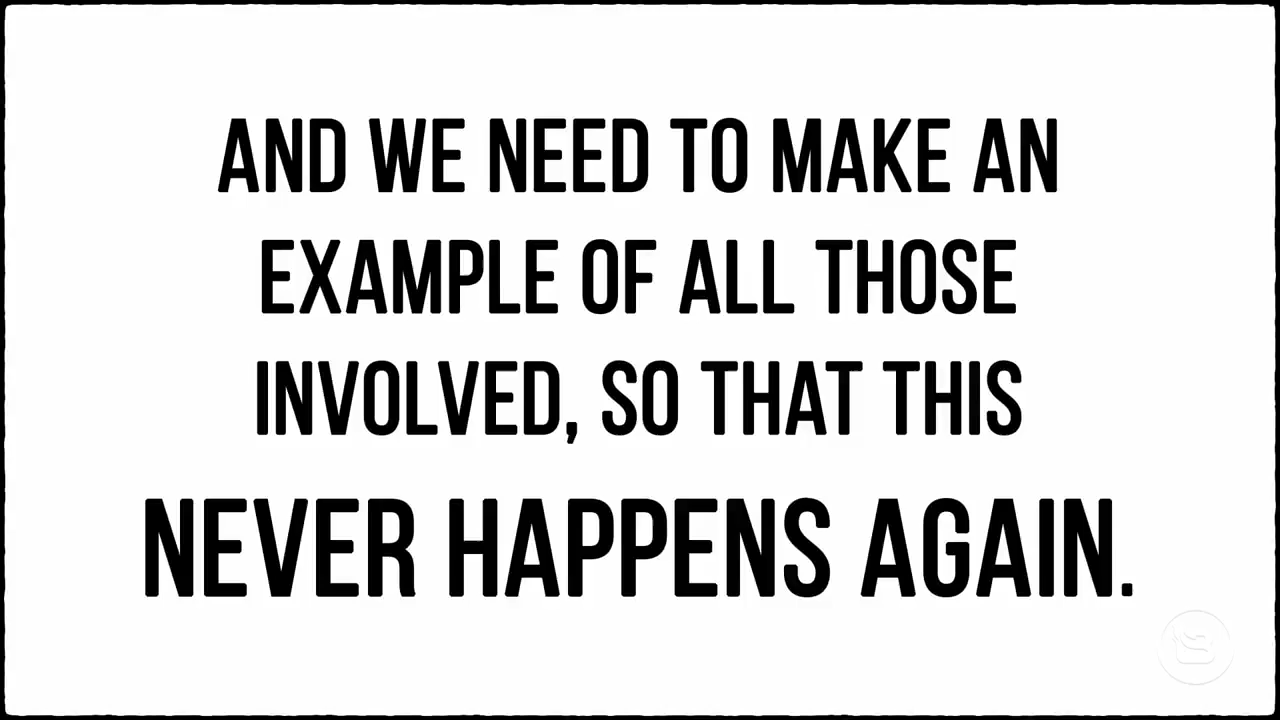 AND WE NEED TO MAKE AN
EXAMPLE OF ALL THOSE
INVOLVED, SO THAT THIS
NEVER HAPPENS AGAIN.